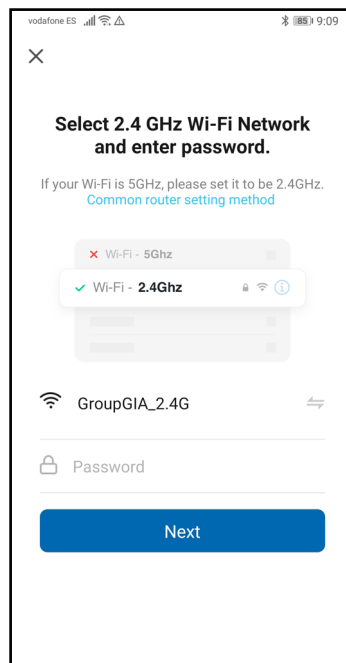 vodafone ES 85 9:09
Select 2.4 GHz Wi-Fi Network
and enter password.
If your Wi-Fi is 5GHz, please set it to be 2.4GHz.
Common router setting method
Wi-Fi - 5Ghz
Wi-Fi - 2.4Ghz
GroupGIA_2.4G
Password
Next